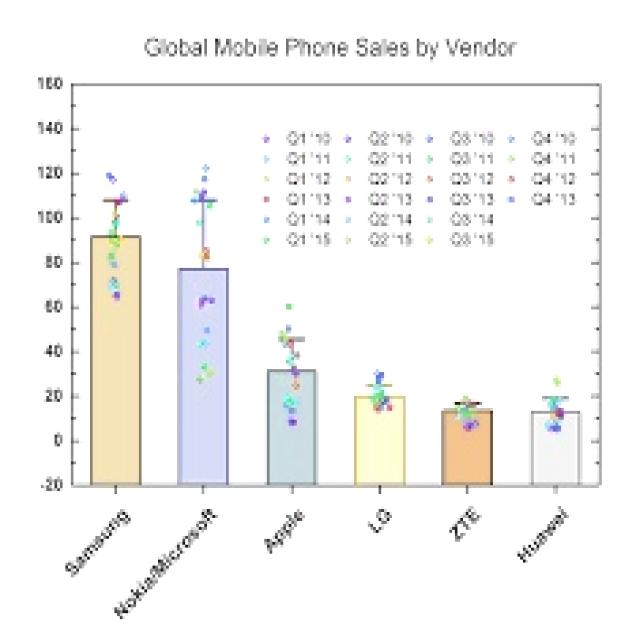 Global Mobile Phone Sales by Vendor
160
140
Q1 '10 Q2 '10 Q3 '10 Q4 '10
Q1 '11 Q2 '11 Q3 '11 Q4 '11
120
Q1 '12 Q2 '12 Q3 '12 Q4 '12
Q1 '13 Q2 '13 Q3 '13 Q4 '13
100
Q1 '14 Q2 '14 Q3 '14
Q1 '15 Q2 '15 Q3 '15
80
60
40
20
0
-20
Samsung Nokia/Microsoft Apple LG ZTE Huawei